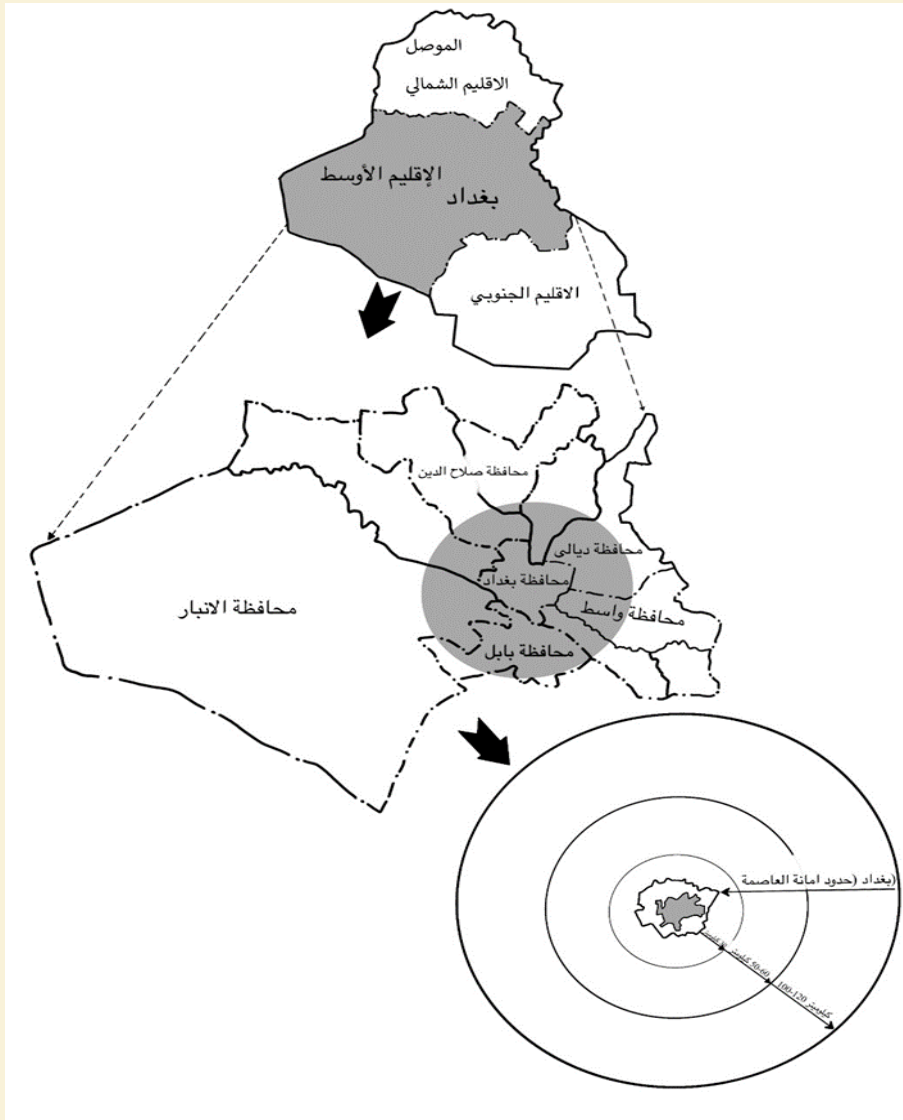 الموصل
الاقليم الشمالي
الإقليم الأوسط
بغداد
الاقليم الجنوبي
محافظة صلاح الدين
محافظة ديالى
محافظة بغداد
محافظة واسط
محافظة الانبار
محافظة بابل
بغداد (حدود امانة العاصمة)
50-60 كيلومتر
100-120 كيلومتر